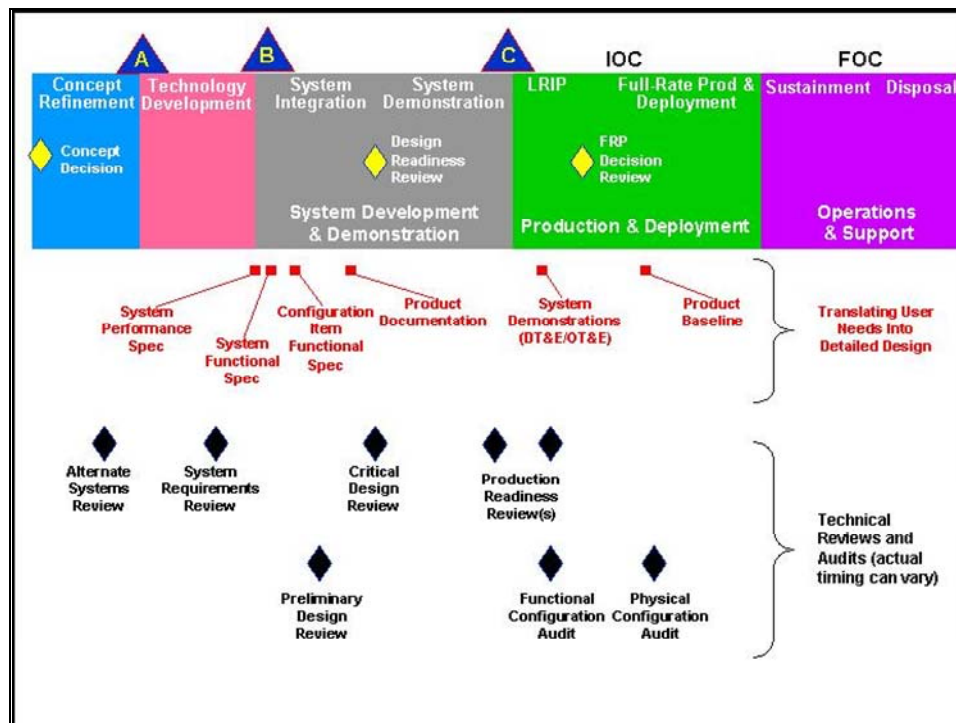 A
B
C
IOC
FOC
Concept
Refinement
Technology
Development
System
Integration
System
Demonstration
LRIP
Full-Rate Prod &
Deployment
Sustainment
Disposal
Concept
Decision
Design
Readiness
Review
FRP
Decision
Review
System Development
& Demonstration
Production & Deployment
Operations
& Support
System
Performance
Spec
System
Functional
Spec
Configuration
Item
Functional
Spec
Product
Documentation
System
Demonstrations
(DT&E/OT&E)
Product
Baseline
Translating User
Needs Into
Detailed Design
Alternate
Systems
Review
System
Requirements
Review
Critical
Design
Review
Production
Readiness
Review(s)
Preliminary
Design
Review
Functional
Configuration
Audit
Physical
Configuration
Audit
Technical
Reviews and
Audits (actual
timing can vary)